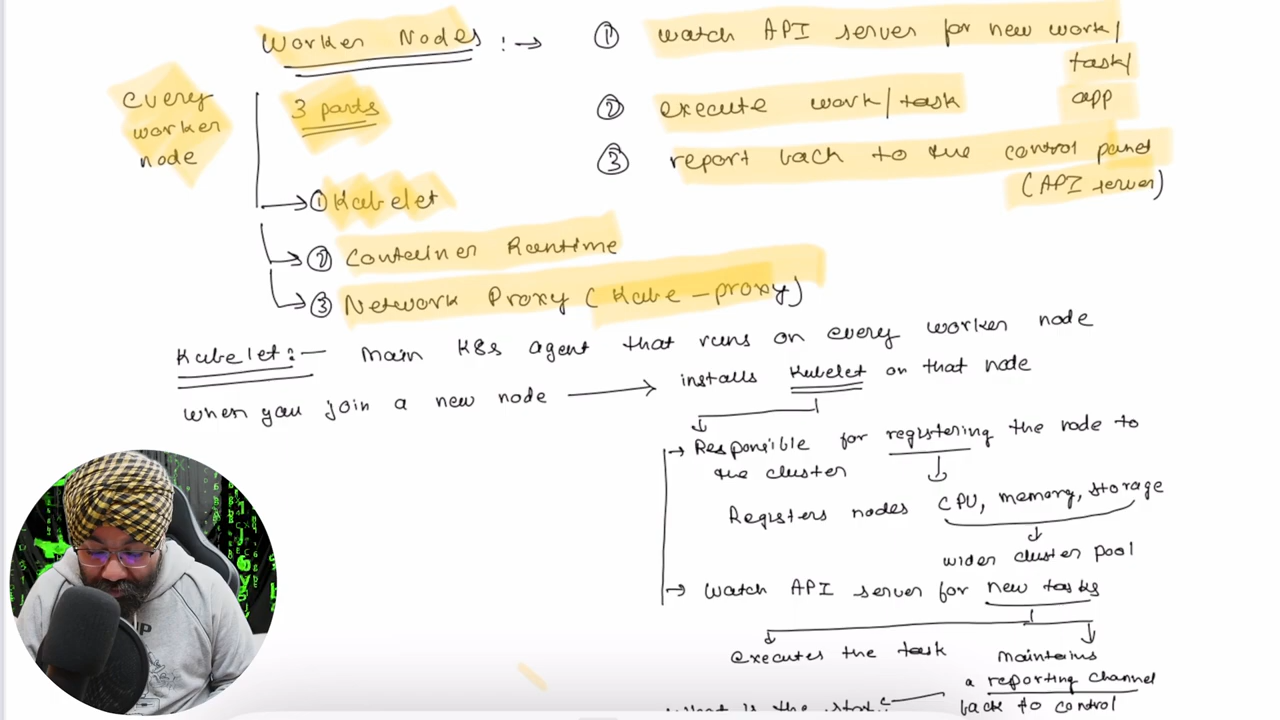 Worker Nodes :→
① watch API server for new work/
task/
app
② execute work/task
③ report back to the control panel
(API server)
every
worker
node
3 parts
→ ① Kubelet
→ ② Container Runtime
→ ③ Network Proxy (Kube-proxy)
Kubelet:- main K8s agent that runs on every worker node
when you join a new node → installs Kubelet on that node
→ Responsible for registering the node to
the cluster
Registers nodes CPU, memory, storage
wider cluster pool
→ watch API server for new tasks
executes the task
maintains
a reporting channel
back to control